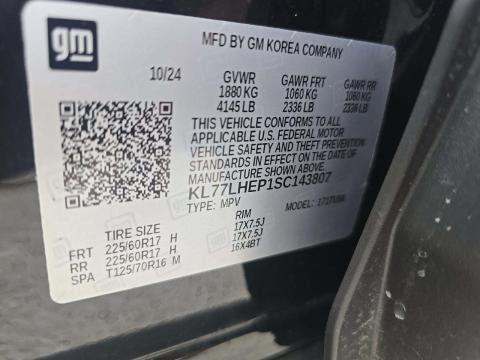 gm
MFD BY GM KOREA COMPANY
10/24 GVWR GAWR FRT GAWR RR
1880 KG 1060 KG 1060 KG
4145 LB 2336 LB 2336 LB
THIS VEHICLE CONFORMS TO ALL
APPLICABLE U.S. FEDERAL MOTOR
VEHICLE SAFETY AND THEFT PREVENTION
STANDARDS IN EFFECT ON THE DATE OF
MANUFACTURE SHOWN ABOVE.
KL77LHEP1SC143807
TYPE: MPV MODEL:
TIRE SIZE RIM
FRT 225/60R17 H 17X7.5J
RR 225/60R17 H 17X7.5J
SPA T125/70R16 M 16X4BT